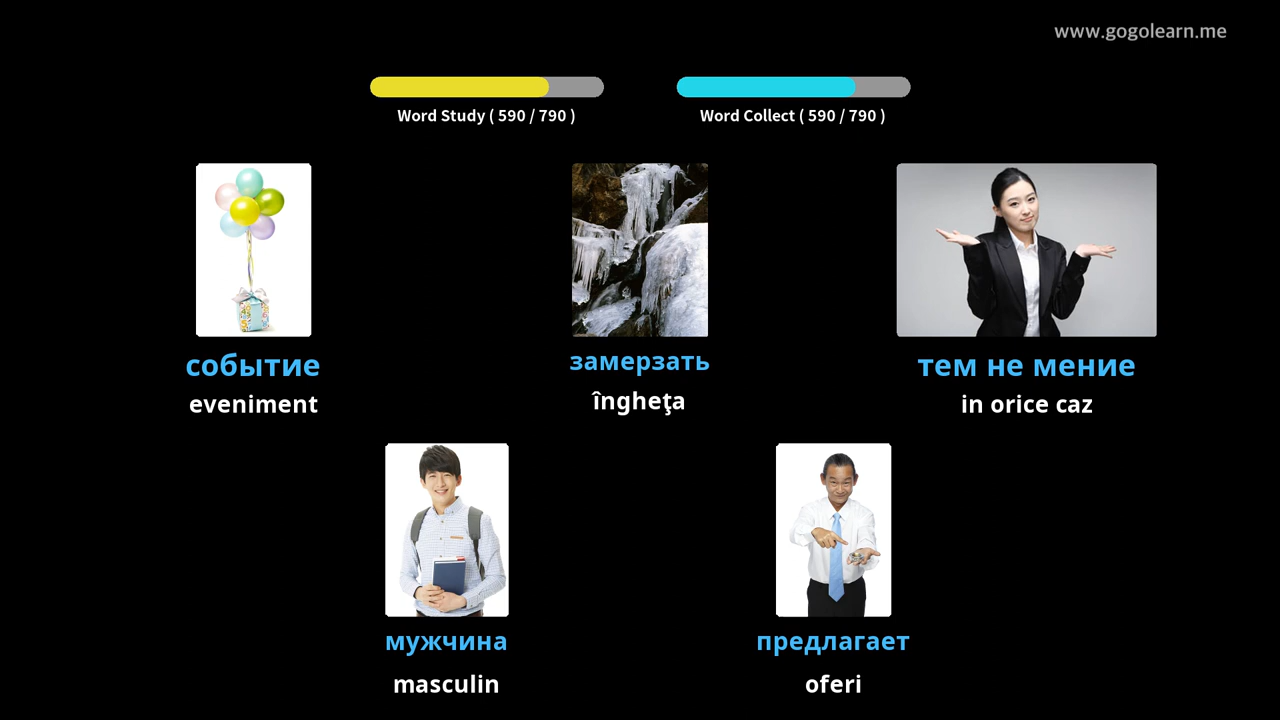 www.gogolearn.me
Word Study ( 590 / 790 )
Word Collect ( 590 / 790 )
событие
eveniment
замерзать
îngheţa
тем не мение
in orice caz
мужчина
masculin
предлагает
oferi